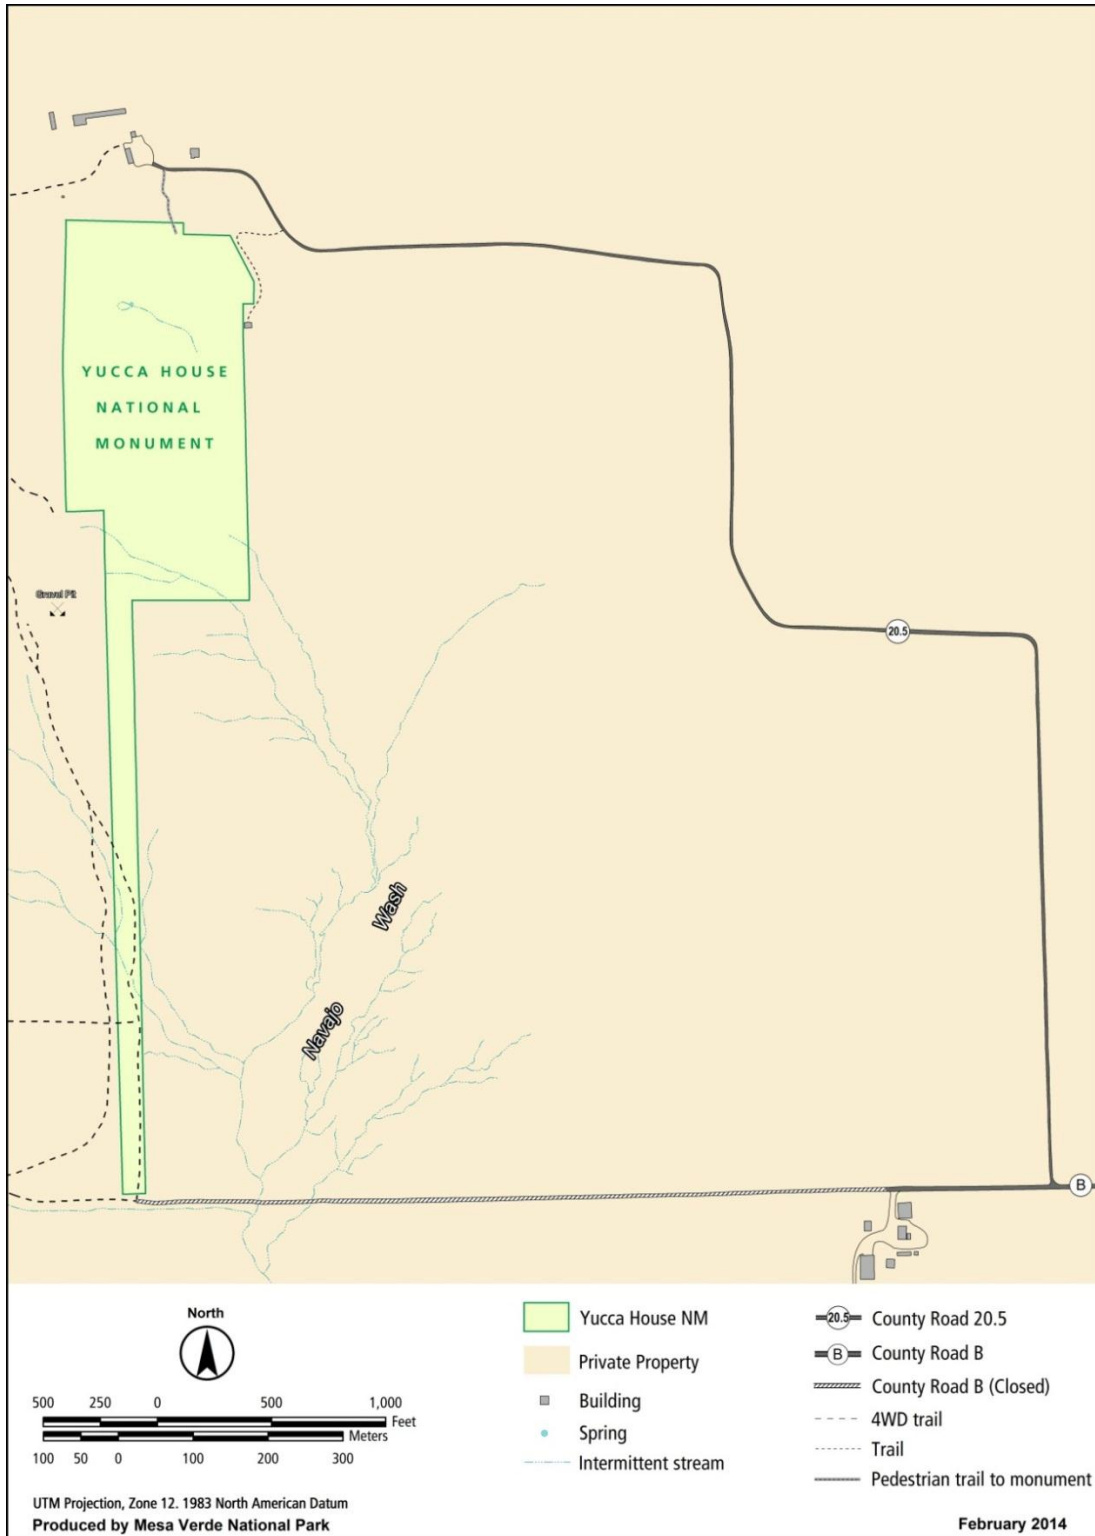 YUCCA HOUSE
NATIONAL
MONUMENT
Gravel Pit
20.5
Wash
Navajo
B
North
500 250 0 500 1,000
Feet
Meters
100 50 0 100 200 300
UTM Projection, Zone 12. 1983 North American Datum
Produced by Mesa Verde National Park
Yucca House NM
Private Property
Building
Spring
Intermittent stream
20.5 County Road 20.5
B County Road B
County Road B (Closed)
4WD trail
Trail
Pedestrian trail to monument
February 2014